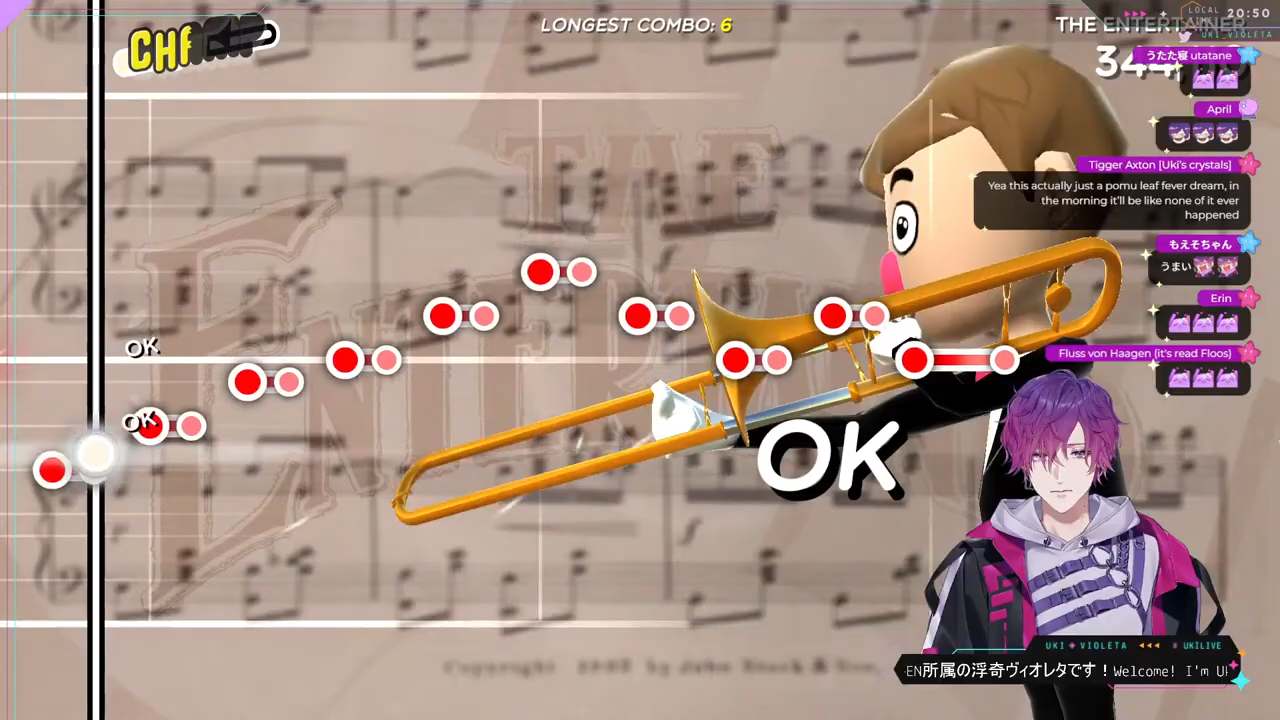 LONGEST COMBO: 6
THE ENTERTAINER
LOCAL
20:50
UKI_VIOLETA
うたた寝 utatane
April
Tigger Axton [Uki's crystals]
Yea this actually just a pomu leaf fever dream, in
the morning it'll be like none of it ever
happened
もえそちゃん
うまい
Erin
Fluss von Haagen (it's read Floos)
OK
OK
OK
THE
ENTERTAINER
UKI VIOLETA
UKILIVE
EN所属の浮奇ヴィオレタです！Welcome! I'm U